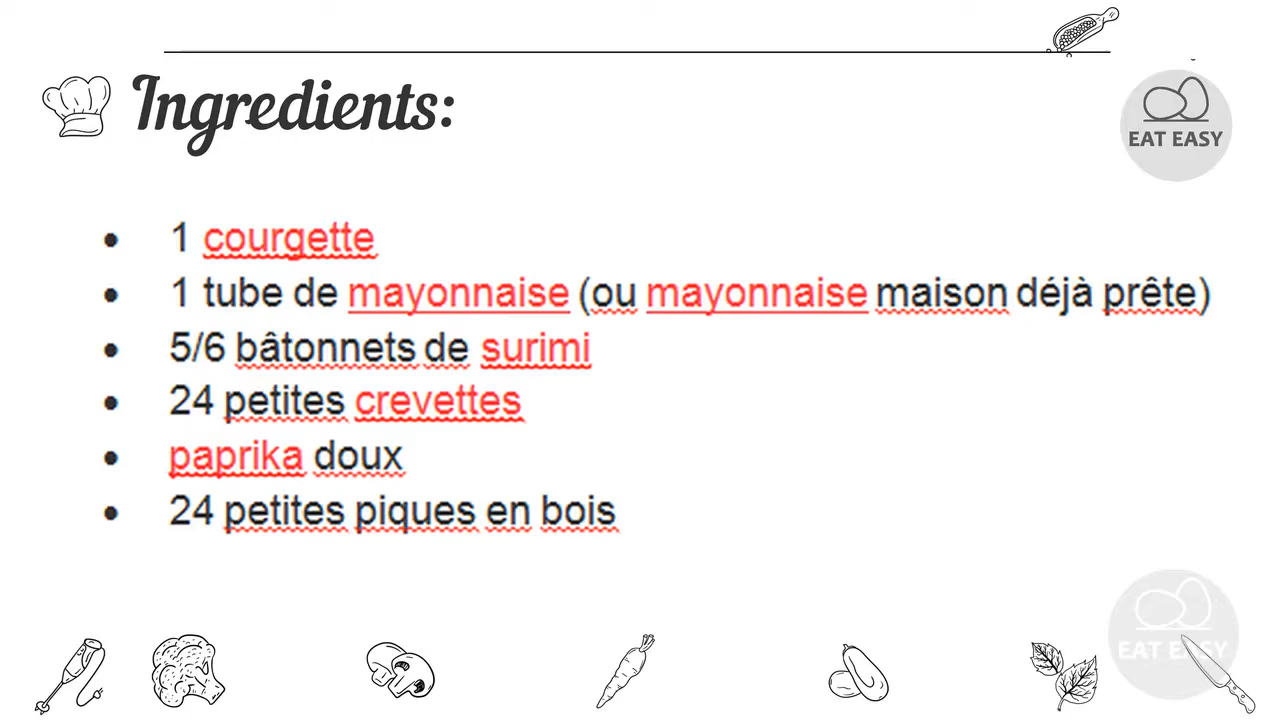 Ingredients:
EAT EASY
• 1 courgette
• 1 tube de mayonnaise (ou mayonnaise maison déjà prête)
• 5/6 bâtonnets de surimi
• 24 petites crevettes
• paprika doux
• 24 petites piques en bois
EAT EASY